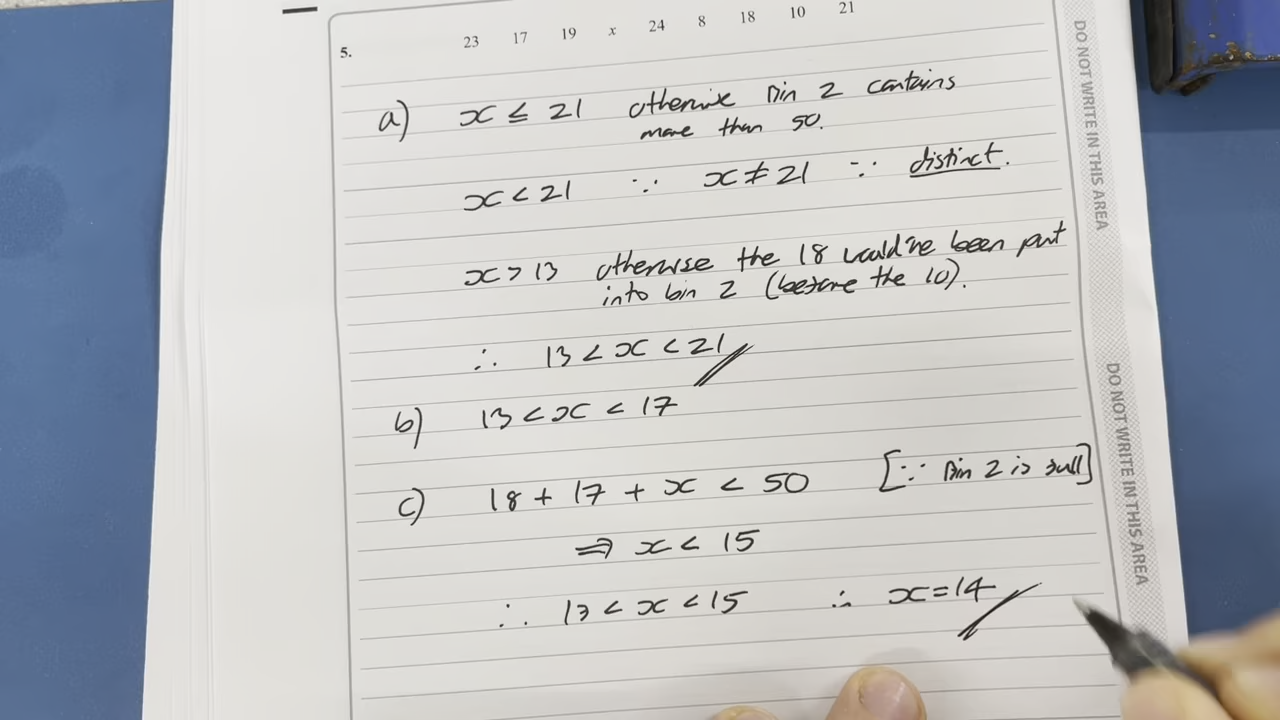 5.
23 17 19 x 24 8 18 10 21
a) x ≤ 21 otherwise Bin 2 contains
more than 50.
x < 21 ∵ x ≠ 21 ∵ distinct.
x > 13 otherwise the 18 would've been put
into bin 2 (before the 10).
∴ 13 < x < 21
b) 13 < x < 17
c) 18 + 17 + x < 50 [∵ Bin 2 is full]
⇒ x < 15
∴ 13 < x < 15 ∴ x = 14
DO NOT WRITE IN THIS AREA
DO NOT WRITE IN THIS AREA